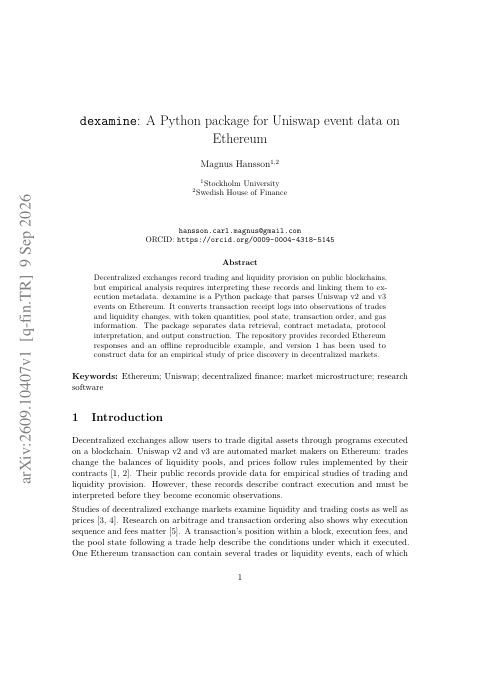 dexamine: A Python package for Uniswap event data on
Ethereum
Magnus Hansson1,2
1Stockholm University
2Swedish House of Finance
hansson.carl.magnus@gmail.com
ORCID: https://orcid.org/0009-0004-4318-5145
Abstract
Decentralized exchanges record trading and liquidity provision on public blockchains,
but empirical analysis requires interpreting these records and linking them to ex-
ecution metadata. dexamine is a Python package that parses Uniswap v2 and v3
events on Ethereum. It converts transaction receipt logs into observations of trades
and liquidity changes, with token quantities, pool state, transaction order, and gas
information. The package separates data retrieval, contract metadata, protocol
interpretation, and output construction. The repository provides recorded Ethereum
responses and an offline reproducible example, and version 1 has been used to
construct data for an empirical study of price discovery in decentralized markets.
Keywords: Ethereum; Uniswap; decentralized finance; market microstructure; research
software
1 Introduction
Decentralized exchanges allow users to trade digital assets through programs executed
on a blockchain. Uniswap v2 and v3 are automated market makers on Ethereum: trades
change the balances of liquidity pools, and prices follow rules implemented by their
contracts [1, 2]. Their public records provide data for empirical studies of trading and
liquidity provision. However, these records describe contract execution and must be
interpreted before they become economic observations.
Studies of decentralized exchange markets examine liquidity and trading costs as well as
prices [3, 4]. Research on arbitrage and transaction ordering also shows why execution
sequence and fees matter [5]. A transaction's position within a block, execution fees, and
the pool state following a trade help describe the conditions under which it executed.
One Ethereum transaction can contain several trades or liquidity events, each of which
1
arXiv:2609.10407v1 [q-fin.TR] 9 Sep 2026